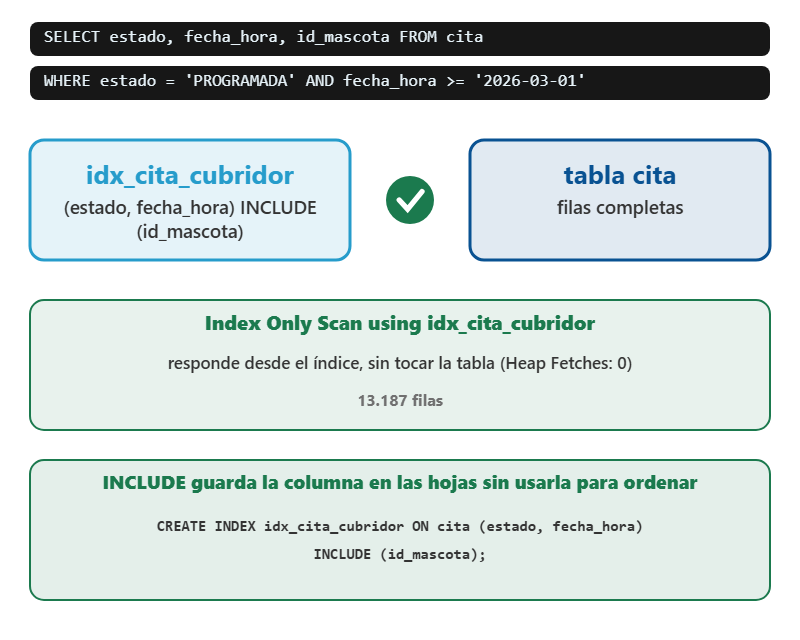 SELECT estado, fecha_hora, id_mascota FROM cita
WHERE estado = 'PROGRAMADA' AND fecha_hora >= '2026-03-01'
idx_cita_cubridor
(estado, fecha_hora) INCLUDE
(id_mascota)
tabla cita
filas completas
Index Only Scan using idx_cita_cubridor
responde desde el índice, sin tocar la tabla (Heap Fetches: 0)
13.187 filas
INCLUDE guarda la columna en las hojas sin usarla para ordenar
CREATE INDEX idx_cita_cubridor ON cita (estado, fecha_hora)
INCLUDE (id_mascota);